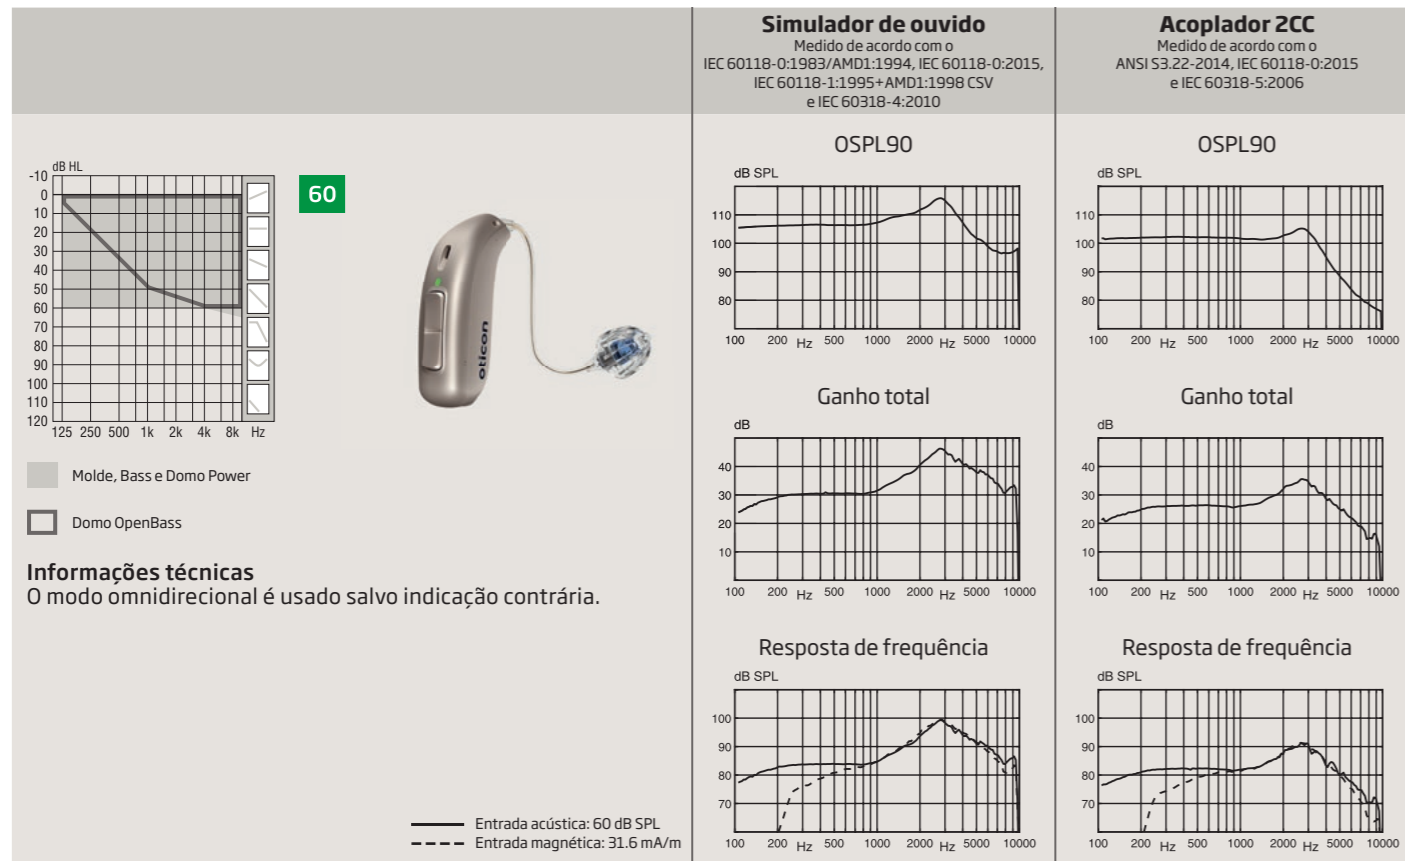 Simulador de ouvido
Medido de acordo com o
IEC 60118-0:1983/AMD1:1994, IEC 60118-0:2015,
IEC 60118-1:1995+AMD1:1998 CSV
e IEC 60318-4:2010
Acoplador 2CC
Medido de acordo com o
ANSI S3.22-2014, IEC 60118-0:2015
e IEC 60318-5:2006
dB HL
-10
0
10
20
30
40
50
60
70
80
90
100
110
120
125 250 500 1k 2k 4k 8k Hz
60
oticon
Molde, Bass e Domo Power
Domo OpenBass
Informações técnicas
O modo omnidirecional é usado salvo indicação contrária.
Entrada acústica: 60 dB SPL
Entrada magnética: 31.6 mA/m
OSPL90
dB SPL
110
100
90
80
100 200 Hz 500 1000 2000 Hz 5000 10000
Ganho total
dB
40
30
20
10
100 200 Hz 500 1000 2000 Hz 5000 10000
Resposta de frequência
dB SPL
100
90
80
70
100 200 Hz 500 1000 2000 Hz 5000 10000
OSPL90
dB SPL
110
100
90
80
100 200 Hz 500 1000 2000 Hz 5000 10000
Ganho total
dB
40
30
20
10
100 200 Hz 500 1000 2000 Hz 5000 10000
Resposta de frequência
dB SPL
100
90
80
70
100 200 Hz 500 1000 2000 Hz 5000 10000